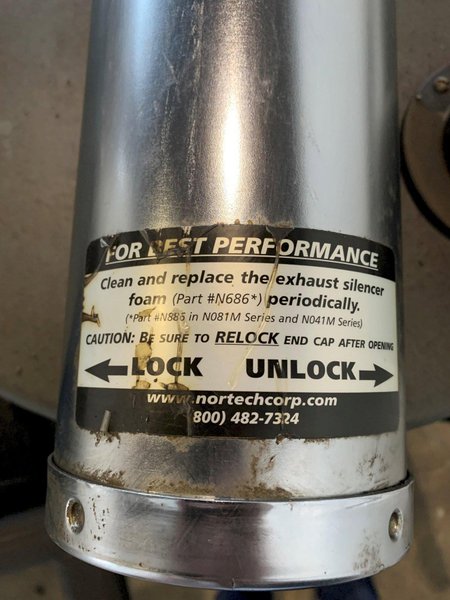 FOR BEST PERFORMANCE
Clean and replace the exhaust silencer
foam (Part #N686*) periodically.
(*Part #N886 in N081M Series and N041M Series)
CAUTION: BE SURE TO RELOCK END CAP AFTER OPENING
LOCK UNLOCK
www.nortechcorp.com
800) 482-7324